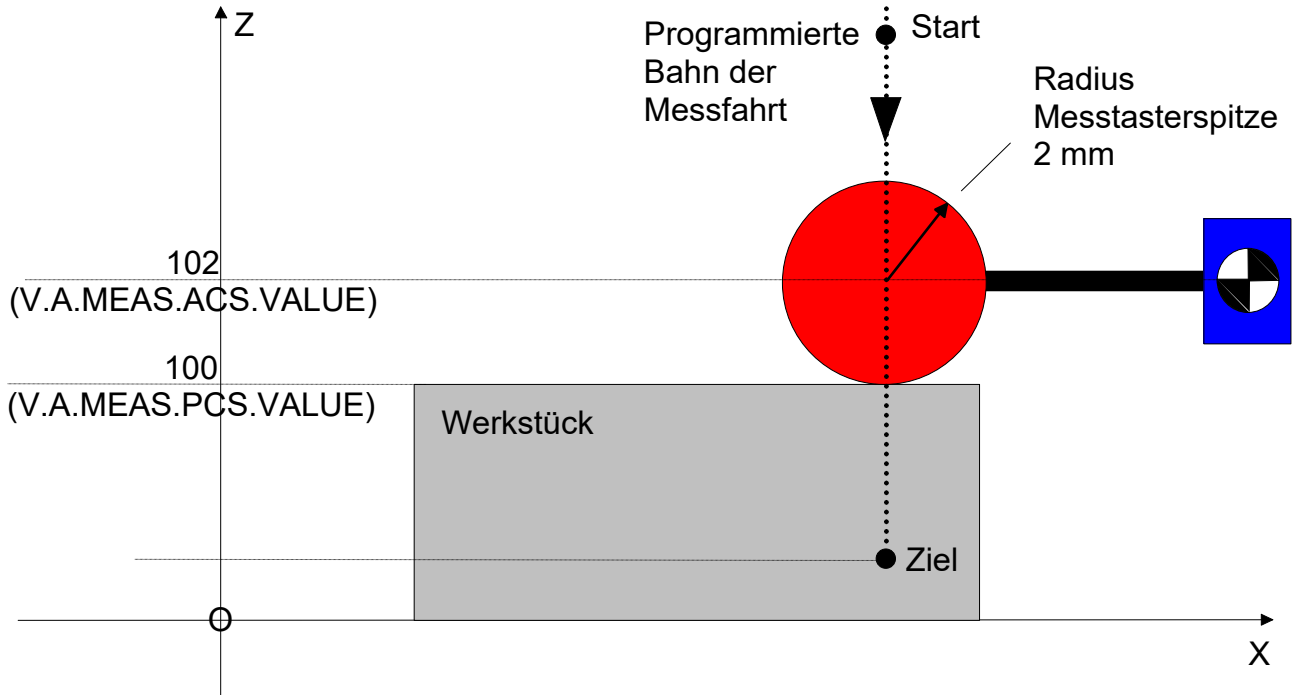 Z
Programmierte
Bahn der
Messfahrt
Start
Radius
Messtasterspitze
2 mm
102
(V.A.MEAS.ACS.VALUE)
100
(V.A.MEAS.PCS.VALUE)
Werkstück
Ziel
O
X